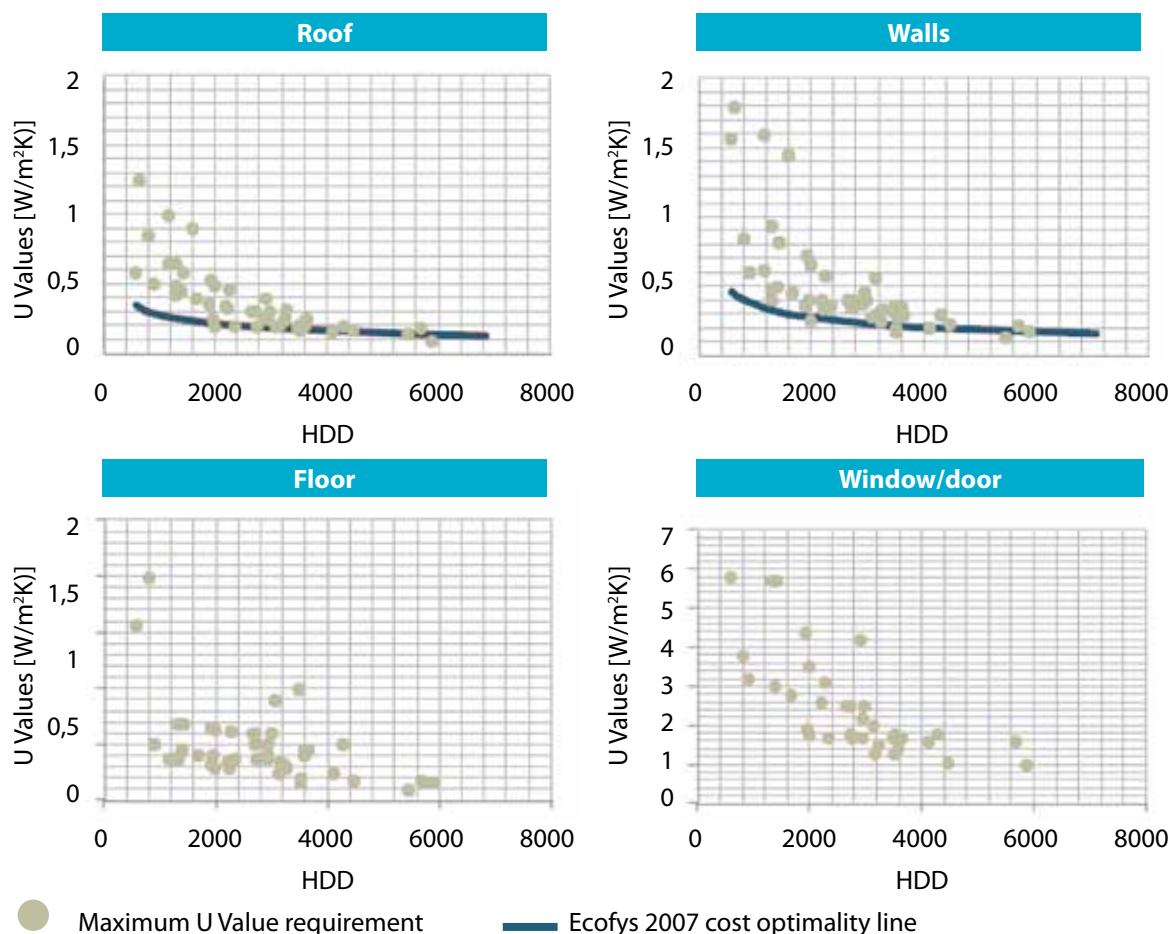 Roof
Walls
U Values [W/m²K)]
2
1,5
1
0,5
0
0 2000 4000 6000 8000
HDD
U Values [W/m²K)]
2
1,5
1
0,5
0
0 2000 4000 6000 8000
HDD
Floor
Window/door
U Values [W/m²K)]
2
1,5
1
0,5
0
0 2000 4000 6000 8000
HDD
U Values [W/m²K)]
7
6
5
4
3
2
1
0
0 2000 4000 6000 8000
HDD
Maximum U Value requirement
Ecofys 2007 cost optimality line